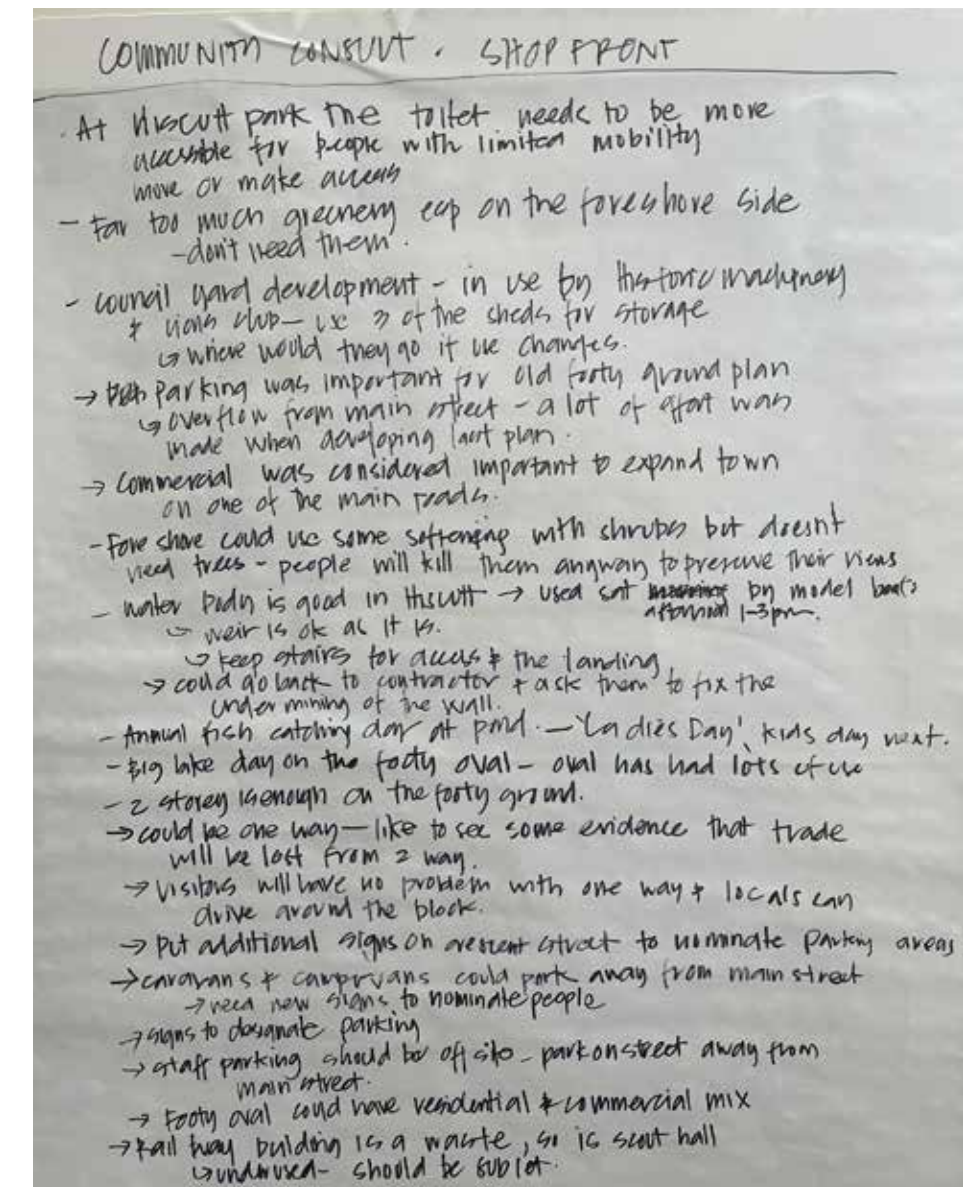 COMMUNITY CONSULT. SHOP FRONT
. At Hiscutt park the toilet needs to be more
accessible for people with limited mobility
move or make access
- Far too much greenery esp on the foreshore side
- don't need them.
- council yard development - in use by Historic machinery
& Lions club - use 3 of the sheds for storage
↳ where would they go if use changes.
→ Parking was important for old footy ground plan
↳ overflow from main street - a lot of effort was
made when developing last plan.
→ Commercial was considered important to expand town
on one of the main roads.
- Fore shore could use some softening with shrubs but doesnt
need trees - people will kill them anyway to preserve their views
- water body is good in Hiscutt → used sat morning by model boats
afternoon 1-3pm.
↳ weir is ok as it is.
↳ keep stairs for access & the landing
→ could go back to contractor & ask them to fix the
under mining of the wall.
- Annual fish catching day at pond. - 'Ladies Day', kids day next.
- Big lake day on the footy oval - oval has had lots of use
- 2 storey is enough on the footy ground.
→ could be one way - like to see some evidence that trade
will be lost from 2 way.
→ Visitors will have no problem with one way & locals can
drive around the block.
→ Put additional signs on crescent street to nominate parking areas
→ caravans & campervans could park away from main street
→ need new signs to nominate people
→ signs to dosanate parking
→ staff parking should be off site - park on street away from
main street.
→ Footy oval could have residential & commercial mix
→ Rail way bulding is a waste, so is scout hall
↳ underused - should be sublet.